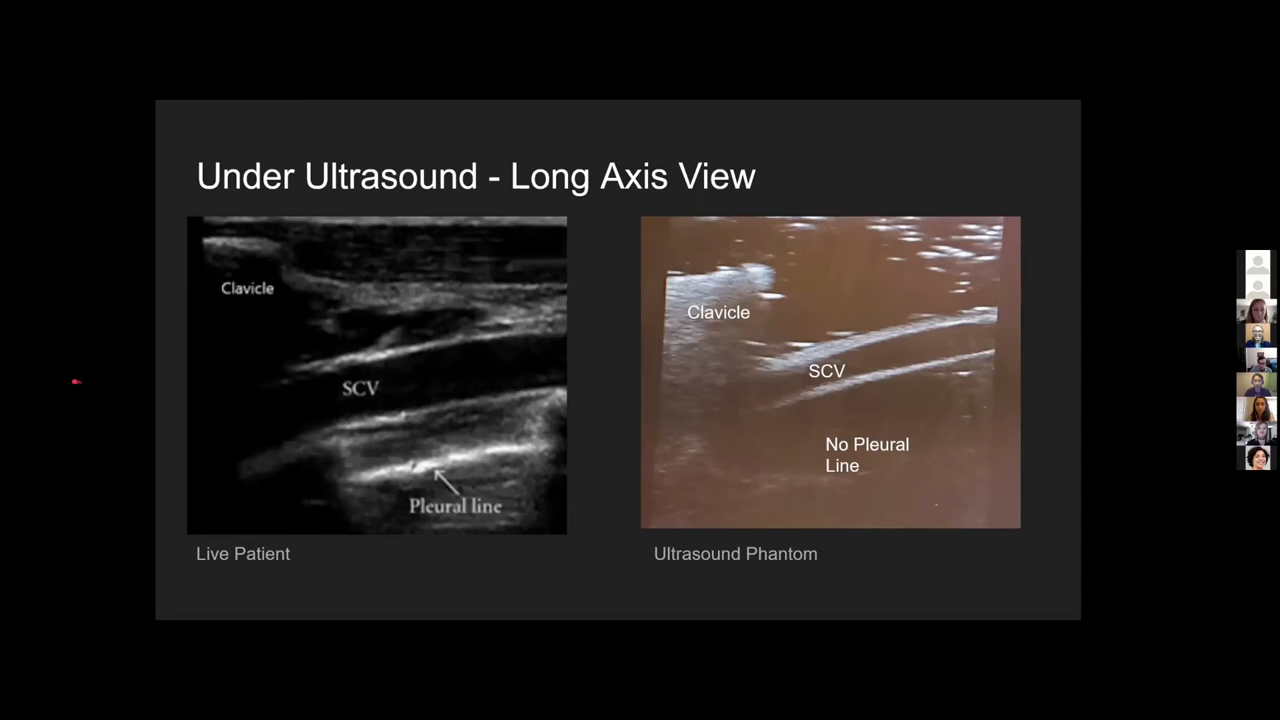 Under Ultrasound - Long Axis View
Clavicle
SCV
Pleural line
Clavicle
SCV
No Pleural
Line
Live Patient
Ultrasound Phantom